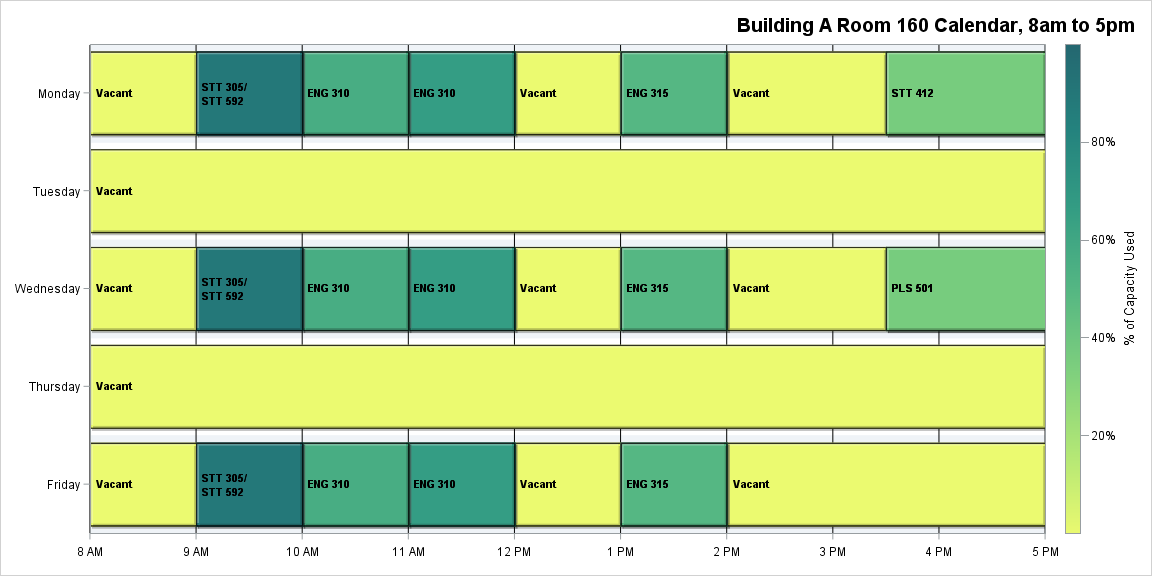 Building A Room 160 Calendar, 8am to 5pm
Monday
Vacant
STT 305/
STT 592
ENG 310
ENG 310
Vacant
ENG 315
Vacant
STT 412
Tuesday
Vacant
Wednesday
Vacant
STT 305/
STT 592
ENG 310
ENG 310
Vacant
ENG 315
Vacant
PLS 501
Thursday
Vacant
Friday
Vacant
STT 305/
STT 592
ENG 310
ENG 310
Vacant
ENG 315
Vacant
8 AM
9 AM
10 AM
11 AM
12 PM
1 PM
2 PM
3 PM
4 PM
5 PM
80%
60%
40%
20%
% of Capacity Used